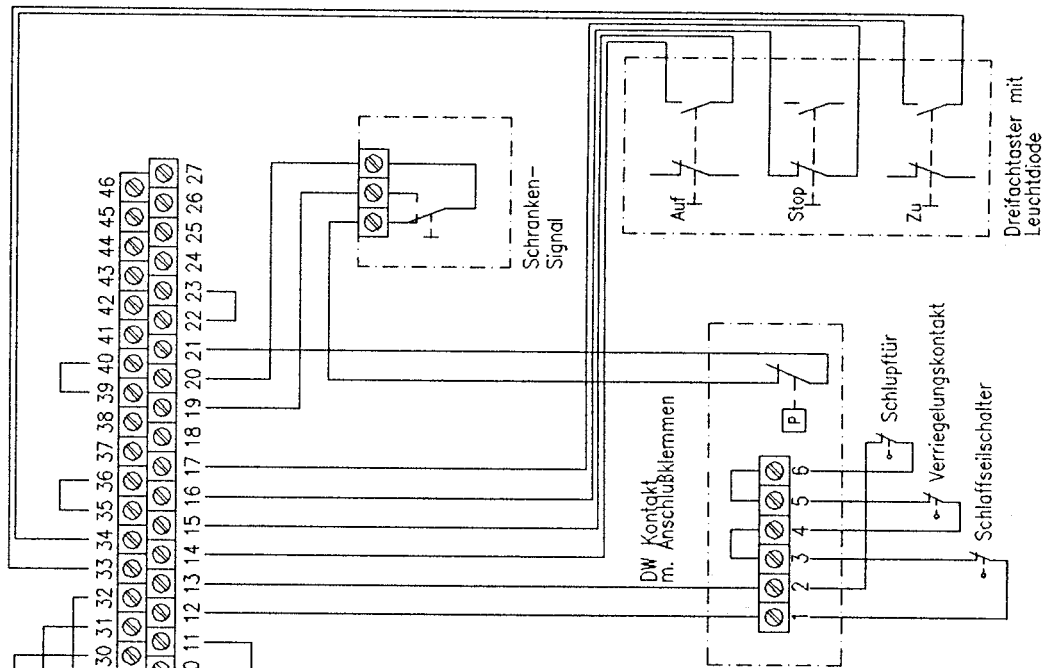 30 31 32 33 34 35 36 37 38 39 40 41 42 43 44 45 46
0 11 12 13 14 15 16 17 18 19 20 21 22 23 24 25 26 27
Schranken-
Signal
Auf
Stop
Zu
Dreifachtaster mit
Leuchtdiode
DW Kontakt
m. Anschlußklemmen
P
2 3 4 5 6
Schlupftür
Verriegelungskontakt
Schlaffseilschalter